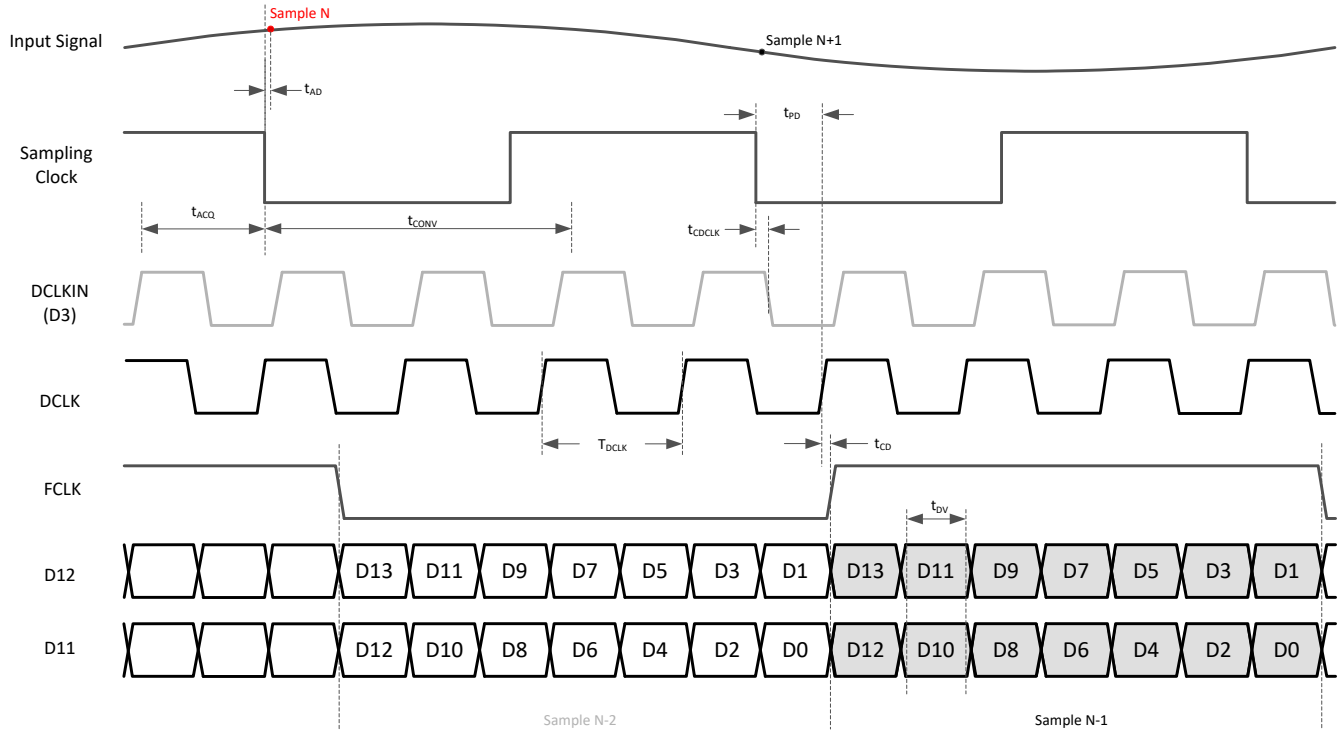 Sample N
Input Signal
Sample N+1
tAD
tPD
Sampling
Clock
tACQ
tCONV
tCDCLK
DCLKIN
(D3)
DCLK
TDCLK
tCD
FCLK
tDV
D12
D13 D11 D9 D7 D5 D3 D1 D13 D11 D9 D7 D5 D3 D1
D11
D12 D10 D8 D6 D4 D2 D0 D12 D10 D8 D6 D4 D2 D0
Sample N-2
Sample N-1